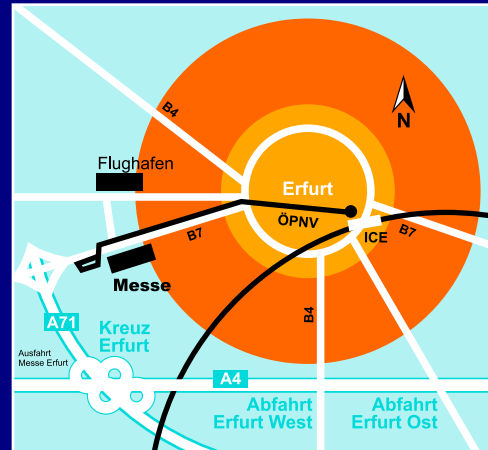 B4
N
Flughafen
Erfurt
ÖPNV
B7
ICE
B7
Messe
B4
A71
Kreuz
Erfurt
Ausfahrt
Messe Erfurt
A4
Abfahrt
Erfurt West
Abfahrt
Erfurt Ost